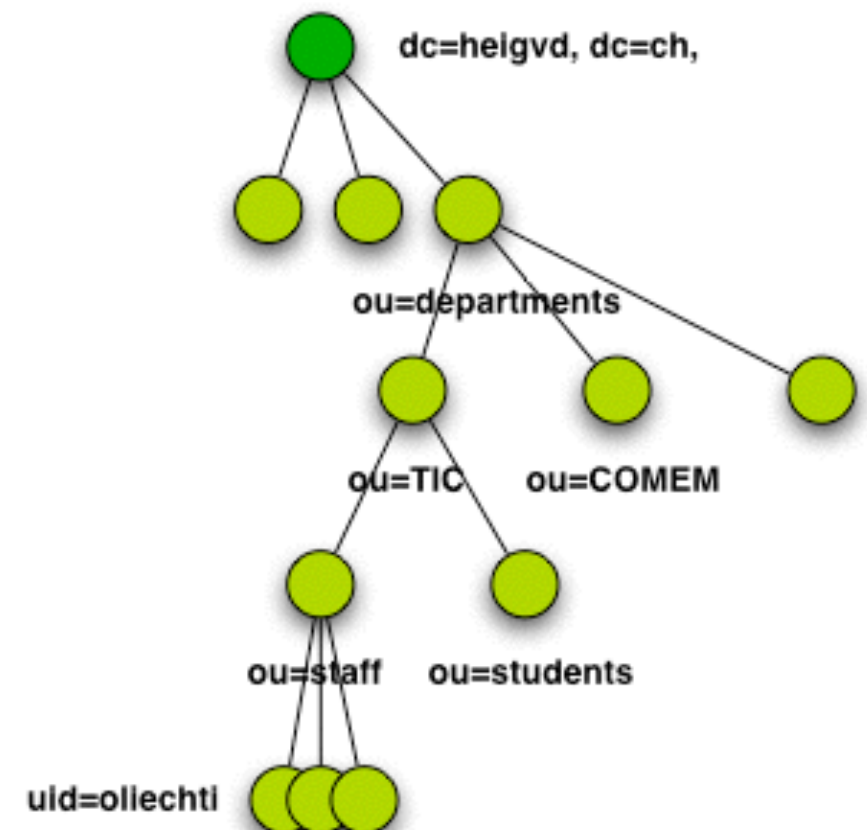 dc=heigvd, dc=ch,
ou=departments
ou=TIC
ou=COMEM
ou=staff
ou=students
uid=oliechti